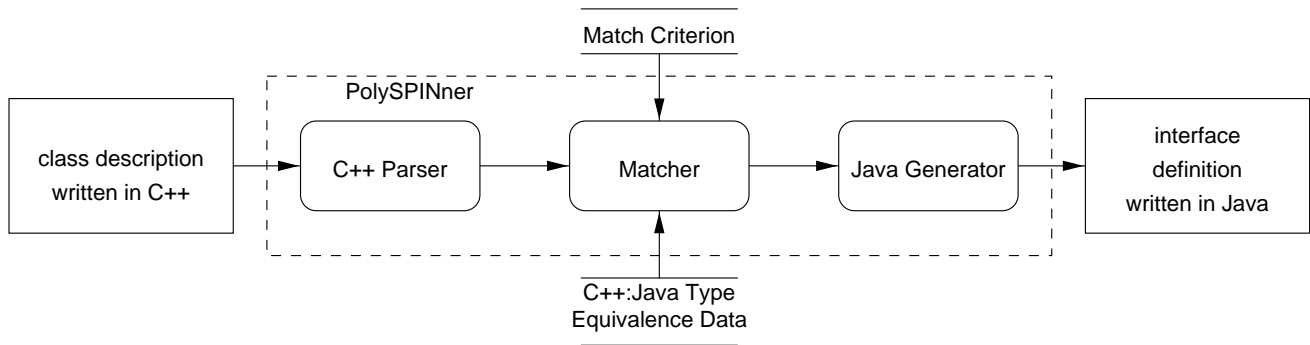 Match Criterion
PolySPINner
class description
written in C++
C++ Parser
Matcher
Java Generator
interface
definition
written in Java
C++:Java Type
Equivalence Data